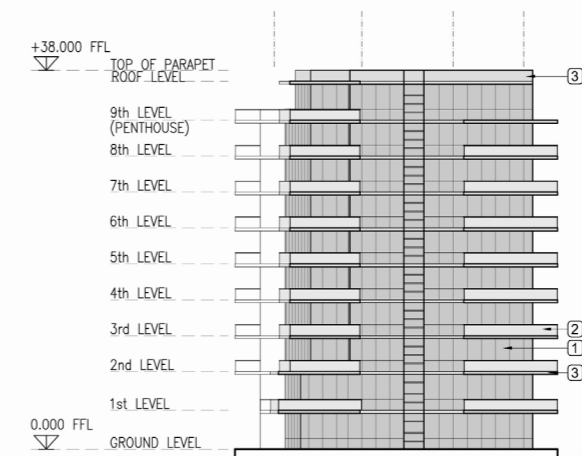 +38.000 FFL
TOP OF PARAPET
ROOF LEVEL
3
9th LEVEL
(PENTHOUSE)
8th LEVEL
7th LEVEL
6th LEVEL
5th LEVEL
4th LEVEL
3rd LEVEL
2
1
2nd LEVEL
3
1st LEVEL
0.000 FFL
GROUND LEVEL